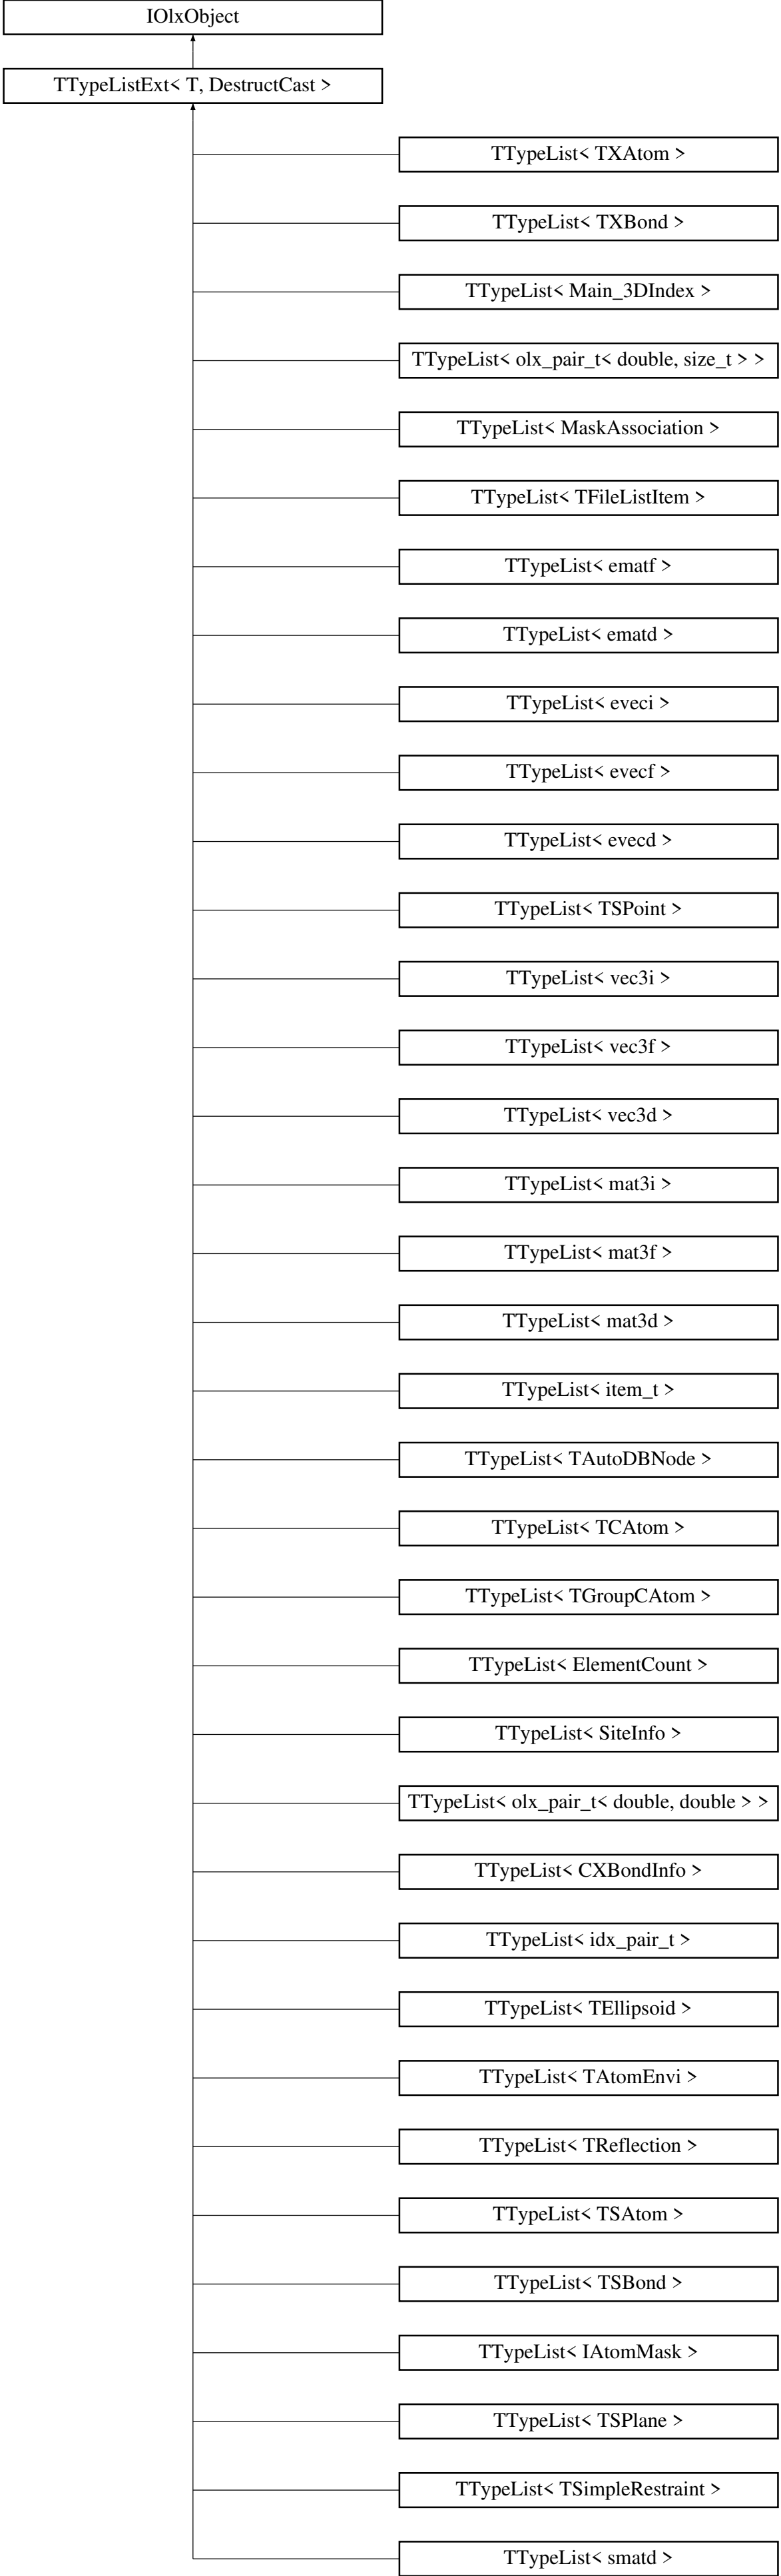 IOlxObject
TTypeListExt< T, DestructCast >
TTypeList< TXAtom >
TTypeList< TXBond >
TTypeList< Main_3DIndex >
TTypeList< olx_pair_t< double, size_t > >
TTypeList< MaskAssociation >
TTypeList< TFileListItem >
TTypeList< ematf >
TTypeList< ematd >
TTypeList< eveci >
TTypeList< evecf >
TTypeList< evecd >
TTypeList< TSPoint >
TTypeList< vec3i >
TTypeList< vec3f >
TTypeList< vec3d >
TTypeList< mat3i >
TTypeList< mat3f >
TTypeList< mat3d >
TTypeList< item_t >
TTypeList< TAutoDBNode >
TTypeList< TCAtom >
TTypeList< TGroupCAtom >
TTypeList< ElementCount >
TTypeList< SiteInfo >
TTypeList< olx_pair_t< double, double > >
TTypeList< CXBondInfo >
TTypeList< idx_pair_t >
TTypeList< TEllipsoid >
TTypeList< TAtomEnvi >
TTypeList< TReflection >
TTypeList< TSAtom >
TTypeList< TSBond >
TTypeList< IAtomMask >
TTypeList< TSPlane >
TTypeList< TSimpleRestraint >
TTypeList< smatd >